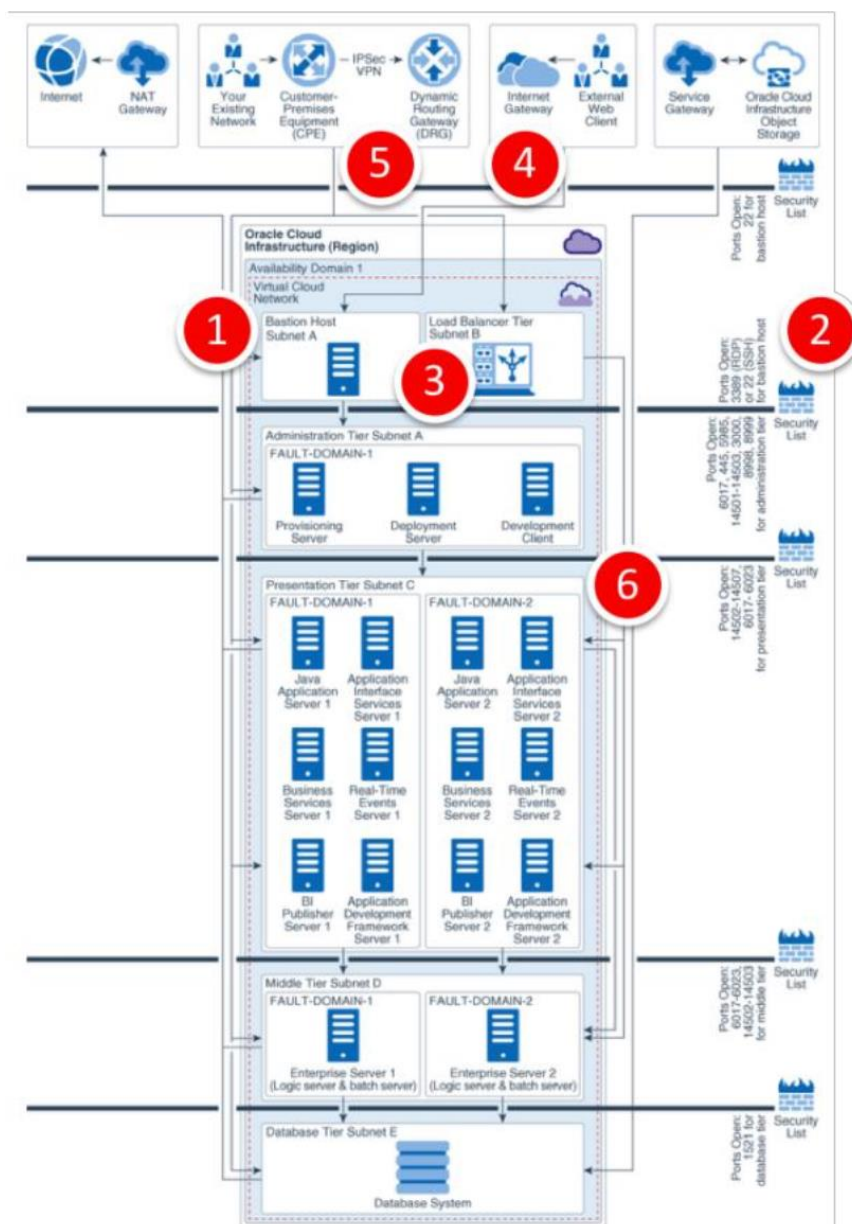 Internet
NAT
Gateway
Your
Existing
Network
Customer-
Premises
Equipment
(CPE)
IPSec
VPN
Dynamic
Routing
Gateway
(DRG)
Internet
Gateway
External
Web
Client
Service
Gateway
Oracle Cloud
Infrastructure
Object
Storage
5
4
Security
List
Ports Open:
22 for
bastion host
Oracle Cloud
Infrastructure (Region)
Availability Domain 1
Virtual Cloud
Network
1
2
Bastion Host
Subnet A
Load Balancer Tier
Subnet B
3
Ports Open:
3389 (RDP)
or 22 (SSH)
for bastion host
Security
List
Administration Tier Subnet A
FAULT-DOMAIN-1
Provisioning
Server
Deployment
Server
Development
Client
Ports Open:
6017, 445, 5985,
14501-14503, 3000,
8998, 8999
for administration tier
Security
List
6
Presentation Tier Subnet C
FAULT-DOMAIN-1
FAULT-DOMAIN-2
Java
Application
Server 1
Application
Interface
Services
Server 1
Java
Application
Server 2
Application
Interface
Services
Server 2
Business
Services
Server 1
Real-Time
Events
Server 1
Business
Services
Server 2
Real-Time
Events
Server 2
BI
Publisher
Server 1
Application
Development
Framework
Server 1
BI
Publisher
Server 2
Application
Development
Framework
Server 2
Ports Open:
14502-14507,
6017- 6023
for presentation tier
Security
List
Middle Tier Subnet D
FAULT-DOMAIN-1
FAULT-DOMAIN-2
Enterprise Server 1
(Logic server & batch server)
Enterprise Server 2
(Logic server & batch server)
Ports Open:
6017-6023,
14502-14503
for middle tier
Security
List
Database Tier Subnet E
Database System
Ports Open:
1521 for
database tier